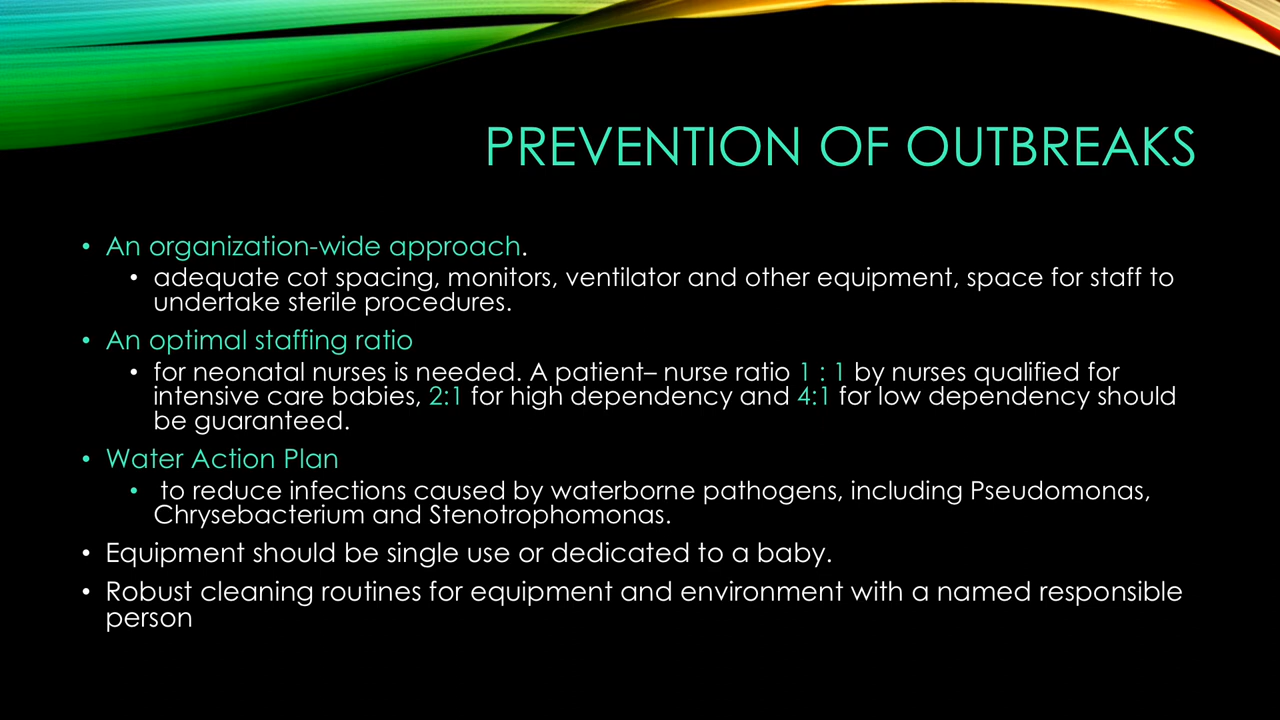 PREVENTION OF OUTBREAKS
• An organization-wide approach.
• adequate cot spacing, monitors, ventilator and other equipment, space for staff to
undertake sterile procedures.
• An optimal staffing ratio
• for neonatal nurses is needed. A patient– nurse ratio 1 : 1 by nurses qualified for
intensive care babies, 2:1 for high dependency and 4:1 for low dependency should
be guaranteed.
• Water Action Plan
• to reduce infections caused by waterborne pathogens, including Pseudomonas,
Chrysebacterium and Stenotrophomonas.
• Equipment should be single use or dedicated to a baby.
• Robust cleaning routines for equipment and environment with a named responsible
person